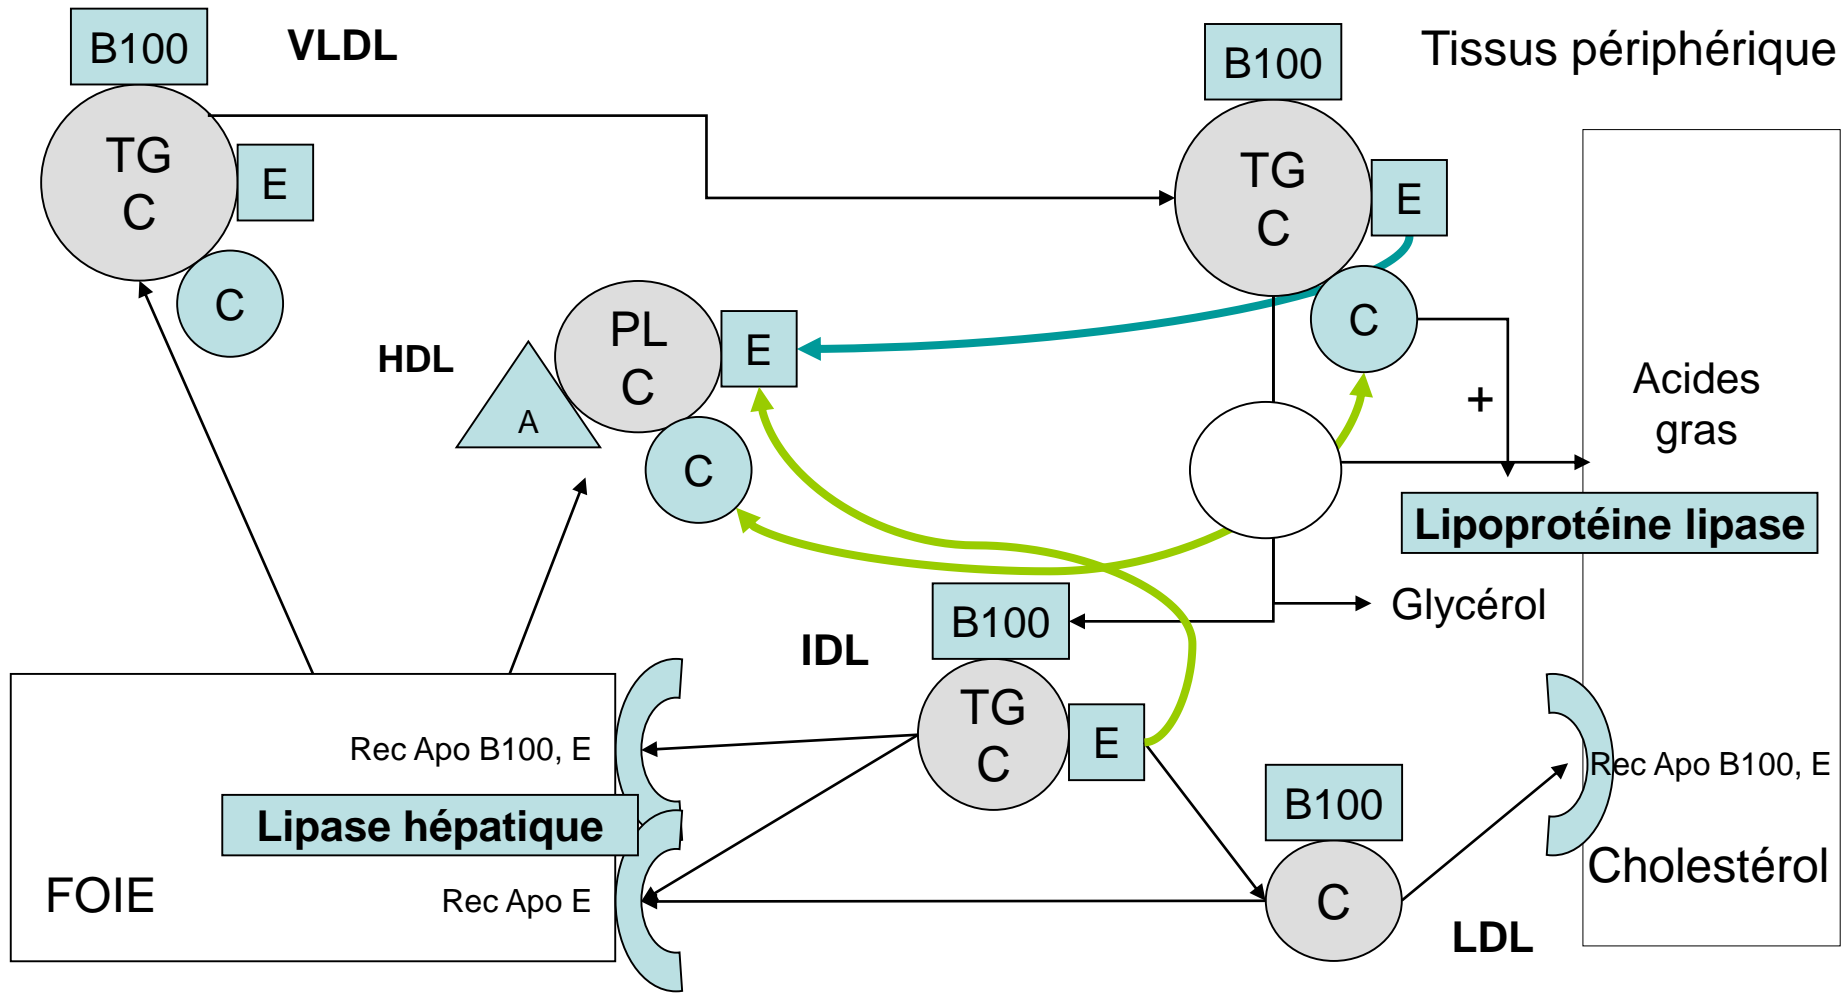 B100
VLDL
B100
Tissus périphérique
TG
C
E
C
TG
C
E
C
HDL
PL
C
E
A
C
+
Acides
gras
Lipoprotéine lipase
Glycérol
B100
IDL
TG
C
E
Rec Apo B100, E
Lipase hépatique
FOIE
Rec Apo E
B100
C
LDL
Rec Apo B100, E
Cholestérol